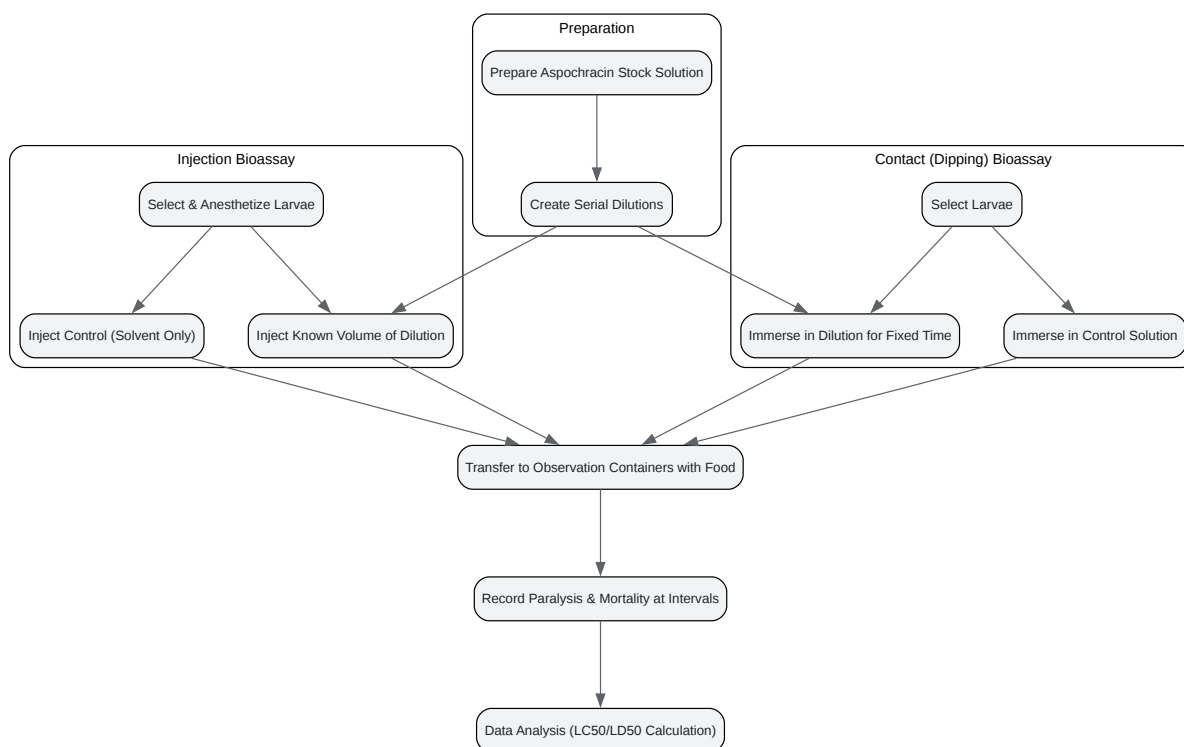 Preparation
Prepare Aspochracin Stock Solution
Injection Bioassay
Contact (Dipping) Bioassay
Select & Anesthetize Larvae
Create Serial Dilutions
Select Larvae
Inject Control (Solvent Only)
Inject Known Volume of Dilution
Immerse in Dilution for Fixed Time
Immerse in Control Solution
Transfer to Observation Containers with Food
Record Paralysis & Mortality at Intervals
Data Analysis (LC50/LD50 Calculation)